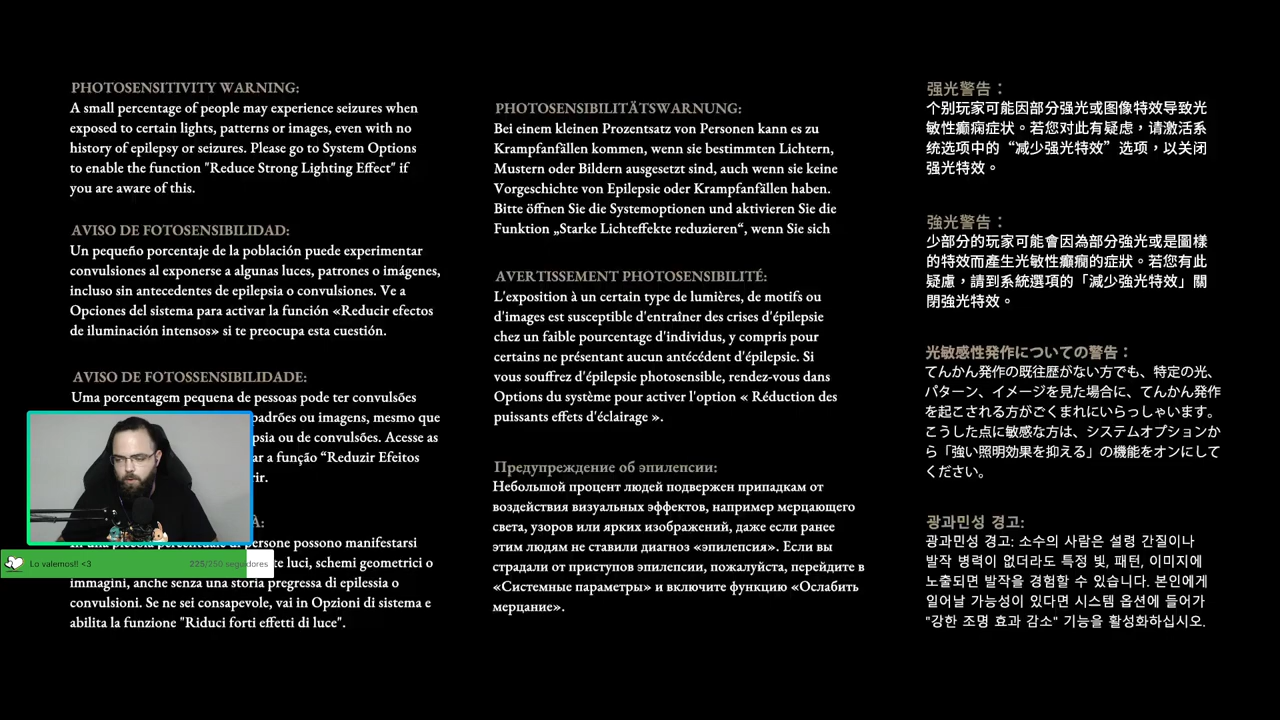 PHOTOSENSITIVITY WARNING:
A small percentage of people may experience seizures when
exposed to certain lights, patterns or images, even with no
history of epilepsy or seizures. Please go to System Options
to enable the function "Reduce Strong Lighting Effect" if
you are aware of this.
AVISO DE FOTOSENSIBILIDAD:
Un pequeño porcentaje de la población puede experimentar
convulsiones al exponerse a algunas luces, patrones o imágenes,
incluso sin antecedentes de epilepsia o convulsiones. Ve a
Opciones del sistema para activar la función «Reducir efectos
de iluminación intensos» si te preocupa esta cuestión.
AVISO DE FOTOSSENSIBILIDADE:
Uma porcentagem pequena de pessoas pode ter convulsões
padrões ou imagens, mesmo que
psia ou de convulsões. Acesse as
ar a função “Reduzir Efeitos
rir.
A:
In una piccola percentuale di persone possono manifestarsi
te luci, schemi geometrici o
immagini, anche senza una storia pregressa di epilessia o
convulsioni. Se ne sei consapevole, vai in Opzioni di sistema e
abilita la funzione "Riduci forti effetti di luce".
Lo valemos!! <3
225/250 seguidores
PHOTOSENSIBILITÄTSWARNUNG:
Bei einem kleinen Prozentsatz von Personen kann es zu
Krampfanfällen kommen, wenn sie bestimmten Lichtern,
Mustern oder Bildern ausgesetzt sind, auch wenn sie keine
Vorgeschichte von Epilepsie oder Krampfanfällen haben.
Bitte öffnen Sie die Systemoptionen und aktivieren Sie die
Funktion „Starke Lichteffekte reduzieren“, wenn Sie sich
AVERTISSEMENT PHOTOSENSIBILITÉ:
L'exposition à un certain type de lumières, de motifs ou
d'images est susceptible d'entraîner des crises d'épilepsie
chez un faible pourcentage d'individus, y compris pour
certains ne présentant aucun antécédent d'épilepsie. Si
vous souffrez d'épilepsie photosensible, rendez-vous dans
Options du système pour activer l'option « Réduction des
puissants effets d'éclairage ».
Предупреждение об эпилепсии:
Небольшой процент людей подвержен припадкам от
воздействия визуальных эффектов, например мерцающего
света, узоров или ярких изображений, даже если ранее
этим людям не ставили диагноз «эпилепсия». Если вы
страдали от приступов эпилепсии, пожалуйста, перейдите в
«Системные параметры» и включите функцию «Ослабить
мерцание».
强光警告：
个别玩家可能因部分强光或图像特效导致光
敏性癫痫症状。若您对此有疑虑，请激活系
统选项中的“减少强光特效”选项，以关闭
强光特效。
強光警告：
少部分的玩家可能會因為部分強光或是圖樣
的特效而產生光敏性癲癇的症狀。若您有此
疑慮，請到系統選項的「減少強光特效」關
閉強光特效。
光敏感性発作についての警告：
てんかん発作の既往歴がない方でも、特定の光、
パターン、イメージを見た場合に、てんかん発作
を起こされる方がごくまれにいらっしゃいます。
こうした点に敏感な方は、システムオプションか
ら「強い照明効果を抑える」の機能をオンにして
ください。
광과민성 경고:
광과민성 경고: 소수의 사람은 설령 간질이나
발작 병력이 없더라도 특정 빛, 패턴, 이미지에
노출되면 발작을 경험할 수 있습니다. 본인에게
일어날 가능성이 있다면 시스템 옵션에 들어가
"강한 조명 효과 감소" 기능을 활성화하십시오.